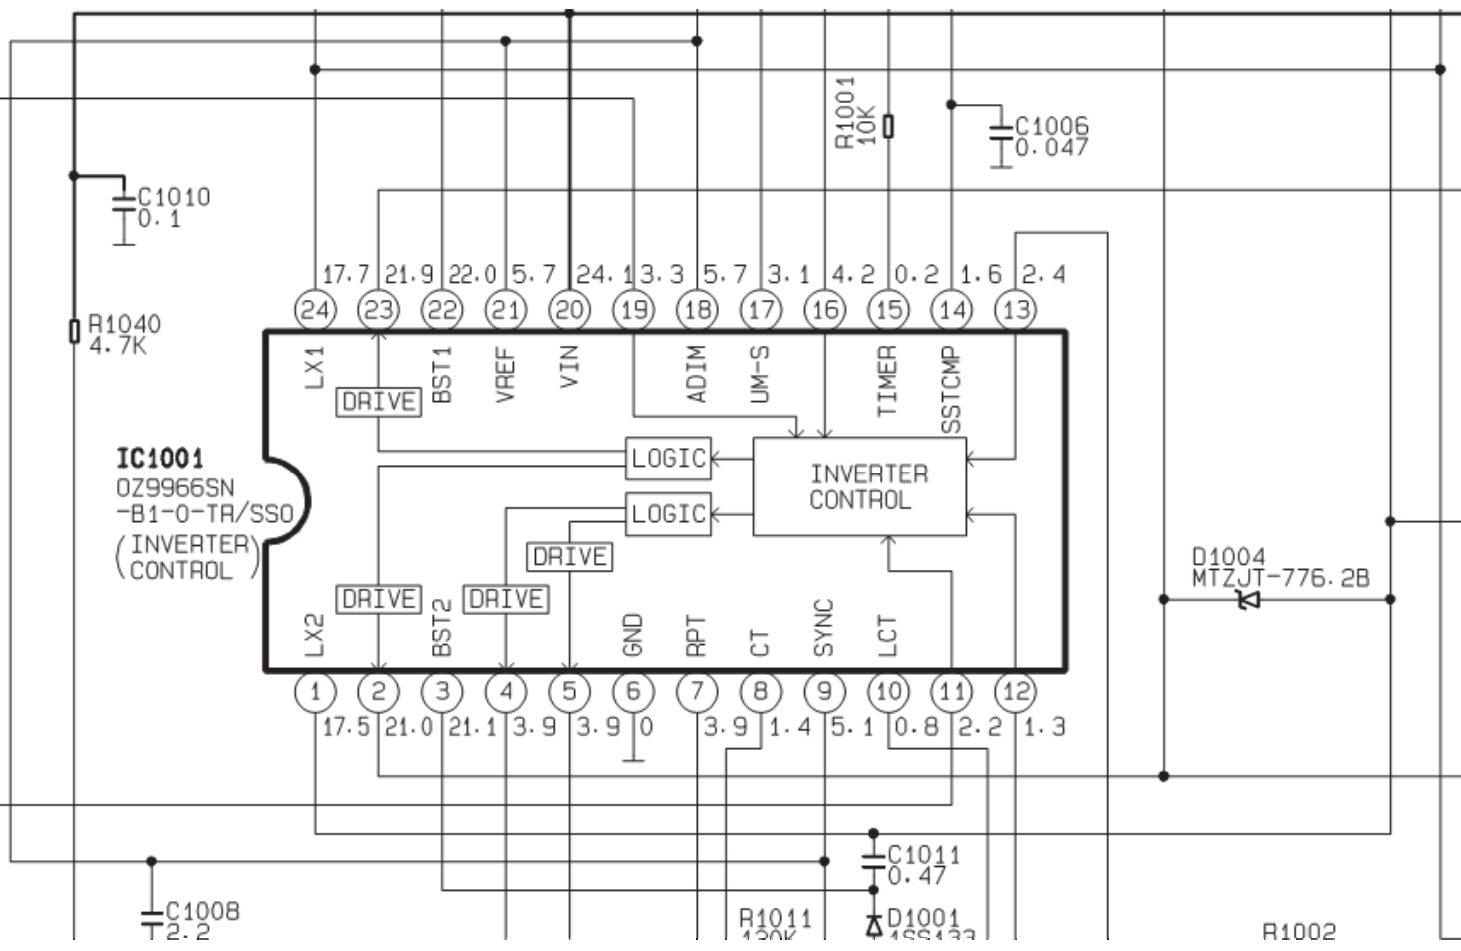 R1001
10K
C1006
0.047
C1010
0.1
17.7 21.9 22.0 5.7 24.1 3.3 5.7 3.1 4.2 0.2 1.6 2.4
24 23 22 21 20 19 18 17 16 15 14 13
R1040
4.7K
LX1 BST1 VREF VIN ADIM UM-S TIMER SSTCMP
DRIVE
LOGIC
INVERTER
CONTROL
LOGIC
IC1001
OZ9966SN
-B1-0-TR/SSO
(INVERTER)
(CONTROL )
DRIVE
DRIVE DRIVE
D1004
MTZJT-776.2B
LX2 BST2 GND RPT CT SYNC LCT
1 2 3 4 5 6 7 8 9 10 11 12
17.5 21.0 21.1 3.9 3.9 0 3.9 1.4 5.1 0.8 2.2 1.3
C1011
0.47
C1008
2.2
R1011
130K
D1001
1SS133
R1002